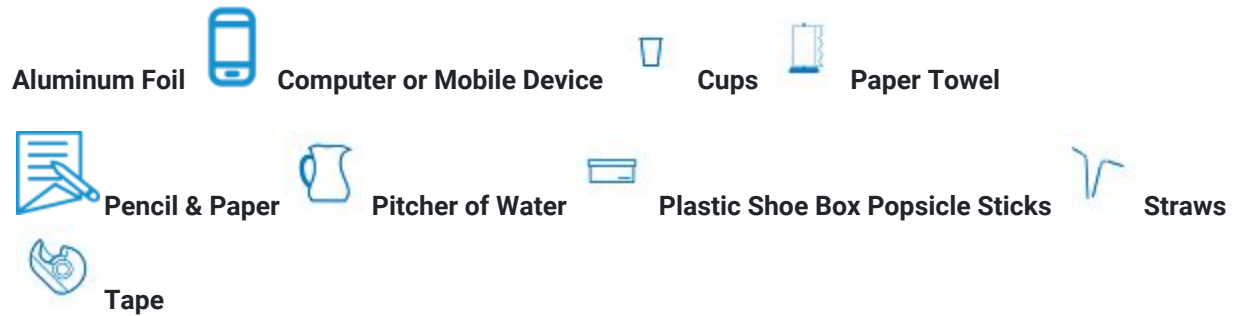 Aluminum Foil Computer or Mobile Device Cups Paper Towel
Pencil & Paper Pitcher of Water Plastic Shoe Box Popsicle Sticks Straws
Tape